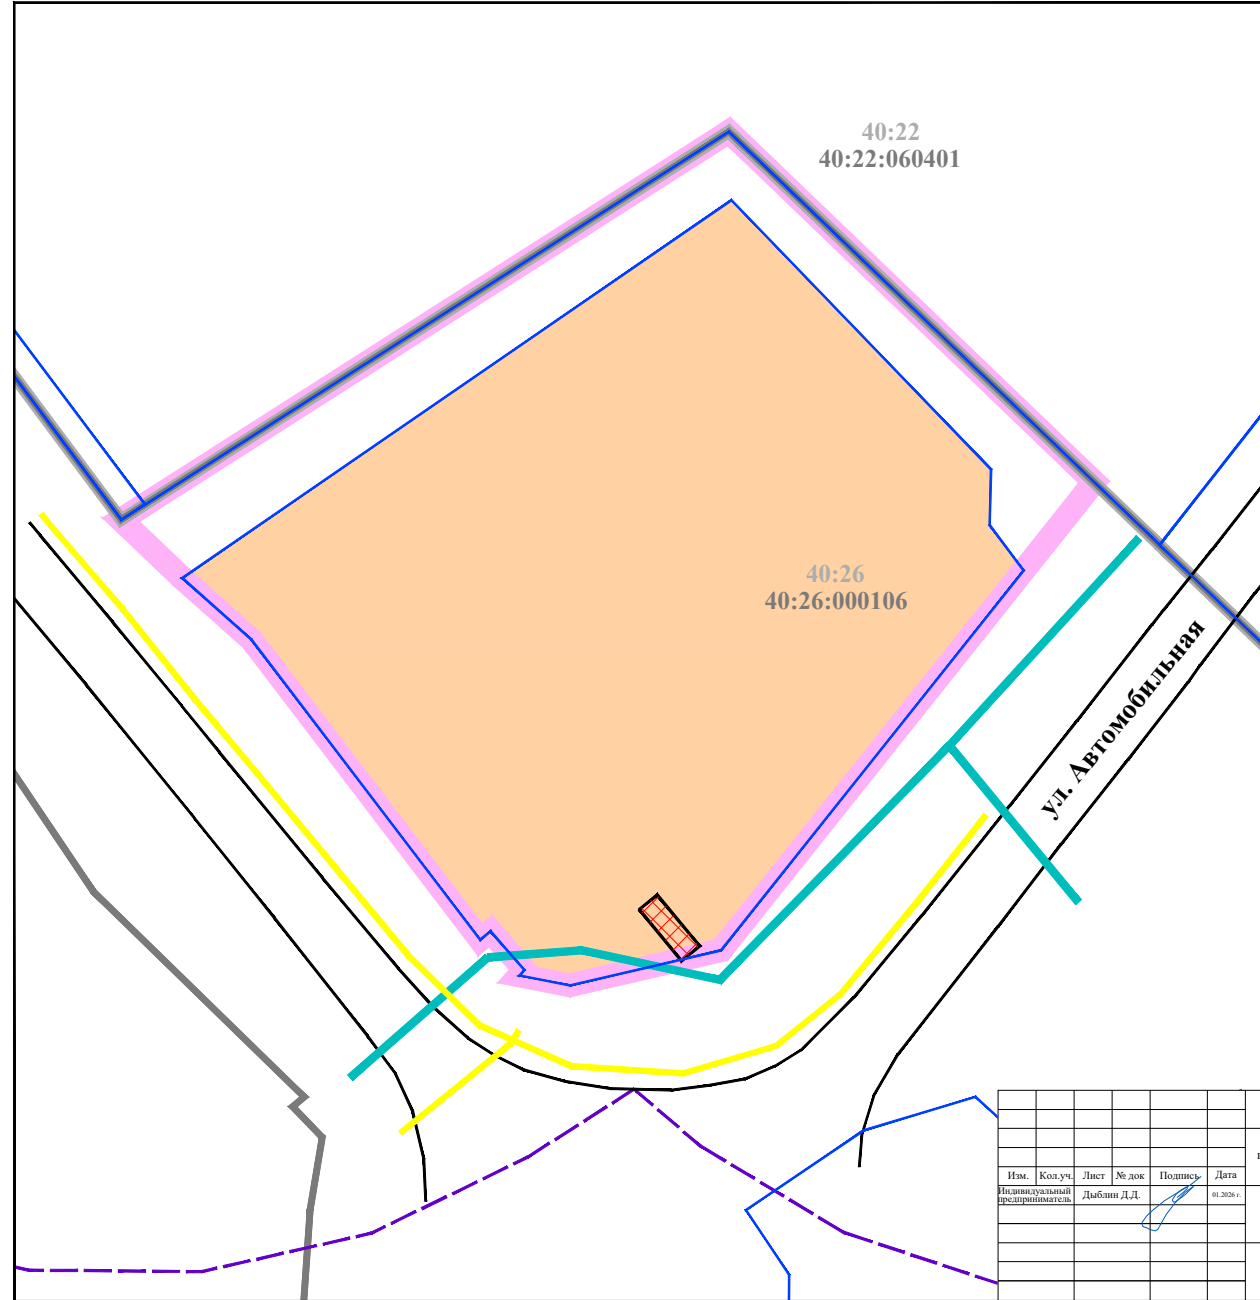 40:22
40:22:060401
40:26
40:26:000106
ул. Автомобильная
Изм. Кол.уч. Лист № док Подпись Дата
Индивидуальный предприниматель Дыблин Д.Д. 01.2026 г.